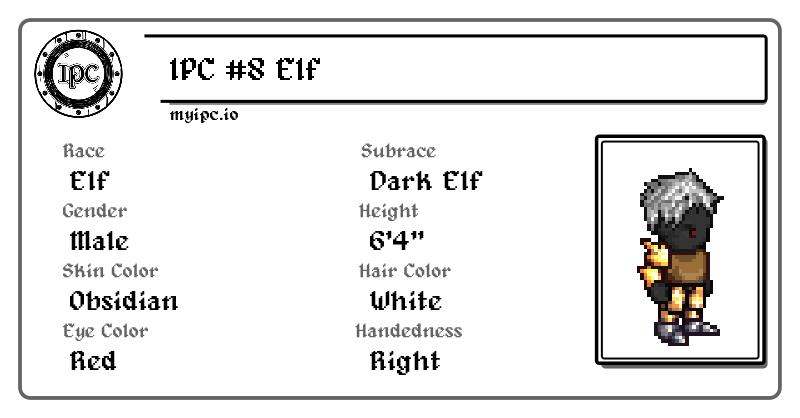 IPC
IPC #8 Elf
myipc.io
Race
Subrace
Elf
Dark Elf
Gender
Height
Male
6'4"
Skin Color
Hair Color
Obsidian
White
Eye Color
Handedness
Red
Right